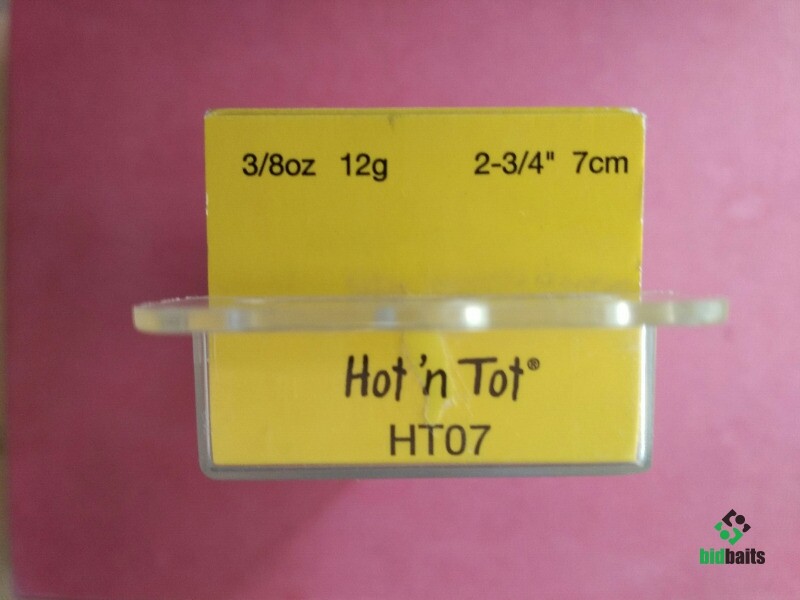 3/8oz 12g 2-3/4" 7cm
Hot 'n Tot®
HT07
bidbaits